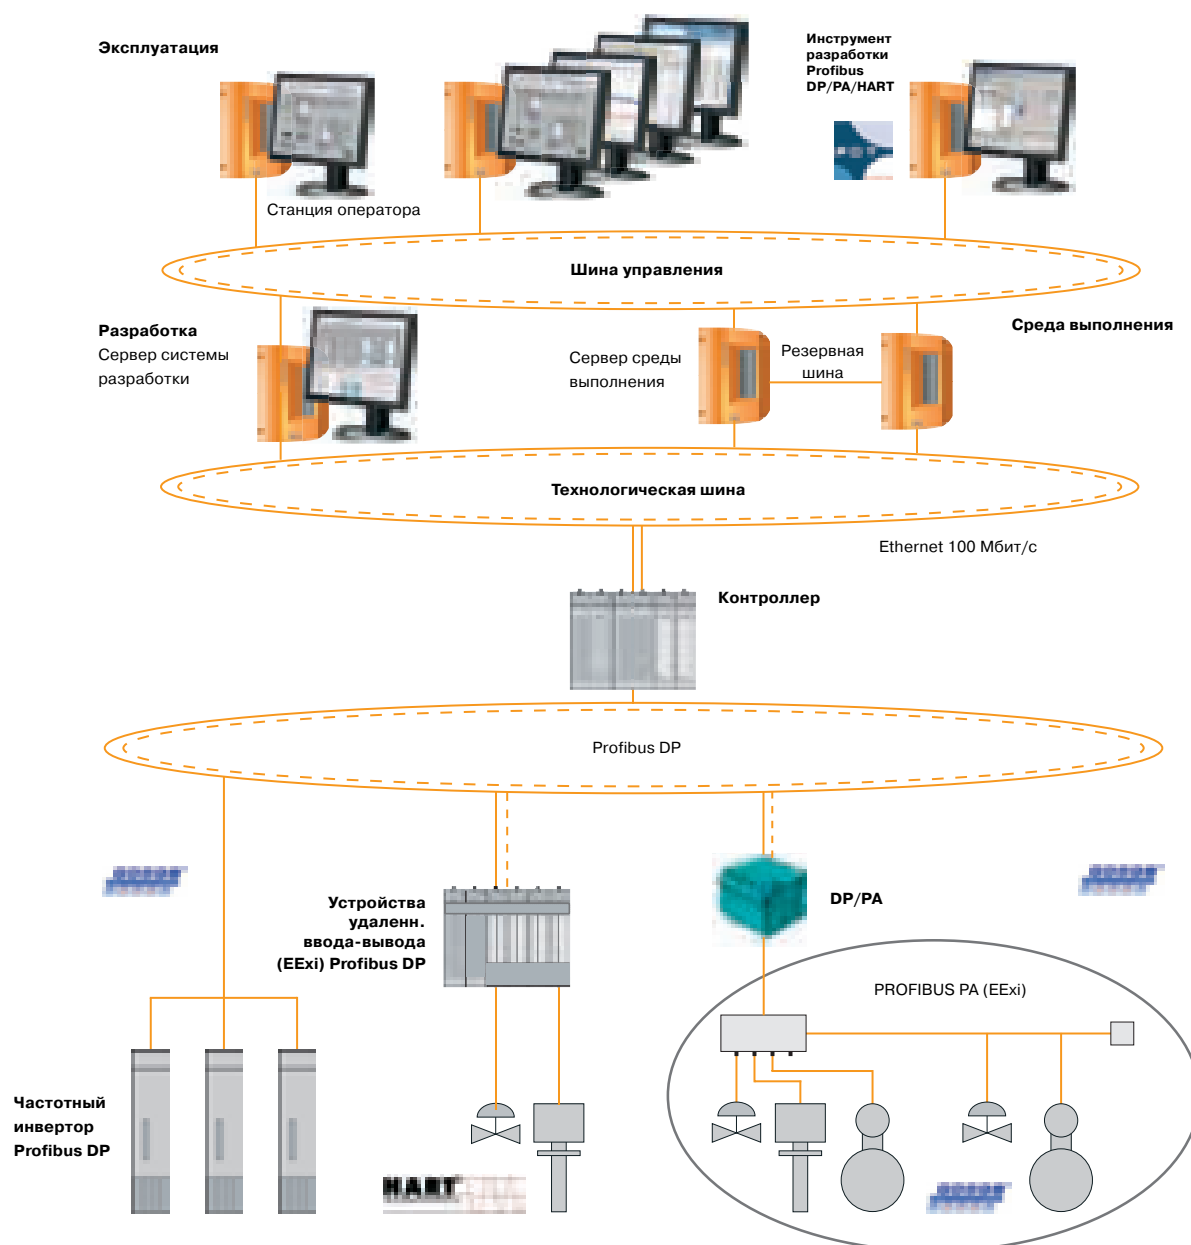 Эксплуатация
Инструмент
разработки
Profibus
DP/PA/HART
Станция оператора
Шина управления
Разработка
Сервер системы
разработки
Сервер среды
выполнения
Резервная
шина
Среда выполнения
Технологическая шина
Ethernet 100 Мбит/с
Контроллер
Profibus DP
Устройства
удаленн.
ввода-вывода
(EExi) Profibus DP
DP/PA
PROFIBUS PA (EExi)
Частотный
инвертор
Profibus DP
HART